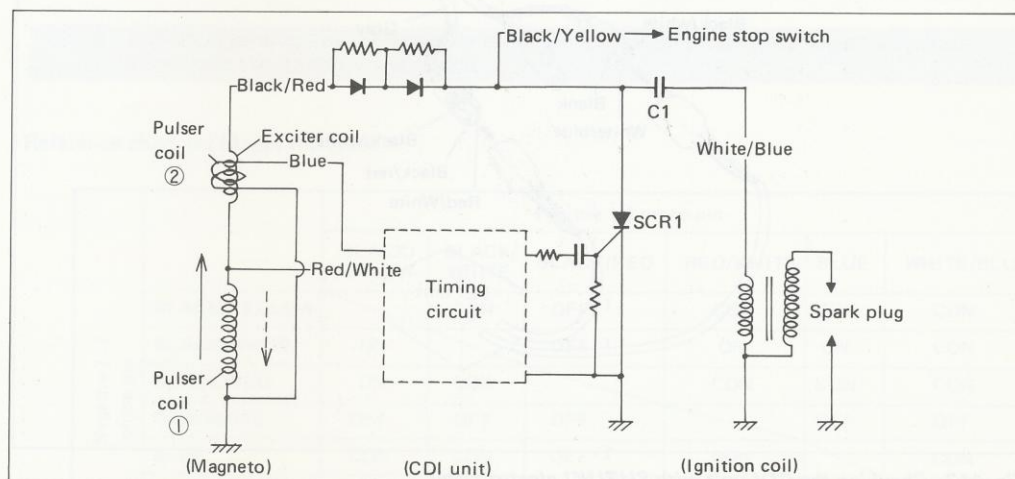 Black/Yellow
Engine stop switch
Black/Red
C1
Pulser
coil
②
Exciter coil
Blue
White/Blue
SCR1
Red/White
Timing
circuit
Spark plug
Pulser
coil
①
(Magneto)
(CDI unit)
(Ignition coil)